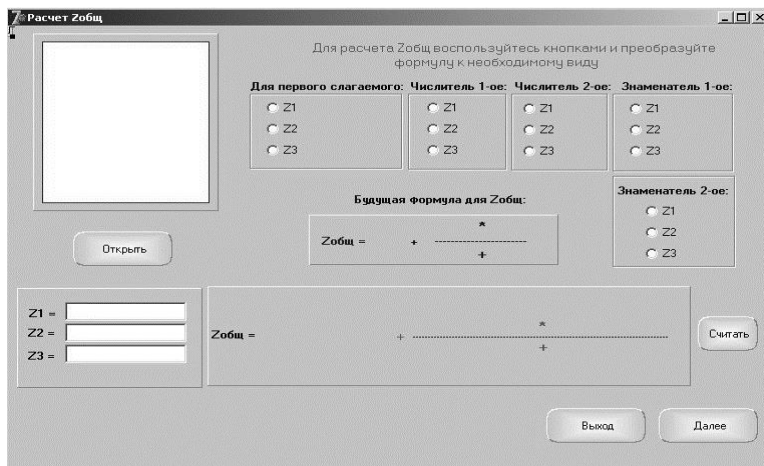 Расчет Zобщ
Для расчета Zобщ воспользуйтесь кнопками и преобразуйте
формулу к необходимому виду
Для первого слагаемого: Числитель 1-ое: Числитель 2-ое: Знаменатель 1-ое:
Z1 Z1 Z1 Z1
Z2 Z2 Z2 Z2
Z3 Z3 Z3 Z3
Знаменатель 2-ое:
Z1
Z2
Z3
Будущая формула для Zобщ:
*
Zобщ = + -----------------------
+
Открыть
Z1 =
Z2 =
Z3 =
*
Zобщ = + ----------------------------------------------------------------
+
Считать
Выход Далее